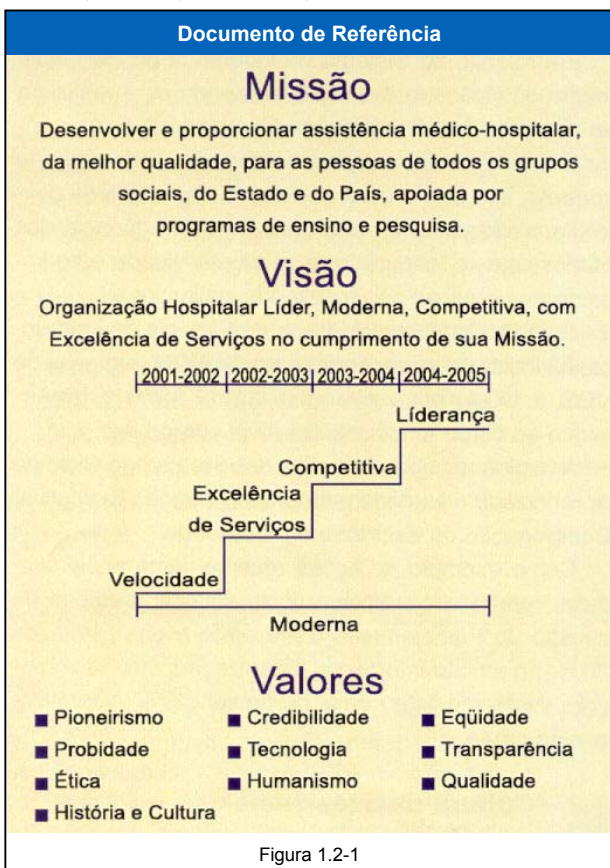 Documento de Referência
Missão
Desenvolver e proporcionar assistência médico-hospitalar,
da melhor qualidade, para as pessoas de todos os grupos
sociais, do Estado e do País, apoiada por
programas de ensino e pesquisa.
Visão
Organização Hospitalar Líder, Moderna, Competitiva, com
Excelência de Serviços no cumprimento de sua Missão.
2001-2002 2002-2003 2003-2004 2004-2005
Líderança
Competitiva
Excelência
de Serviços
Velocidade
Moderna
Valores
Pioneirismo Credibilidade Eqüidade
Probidade Tecnologia Transparência
Ética Humanismo Qualidade
História e Cultura
Figura 1.2-1